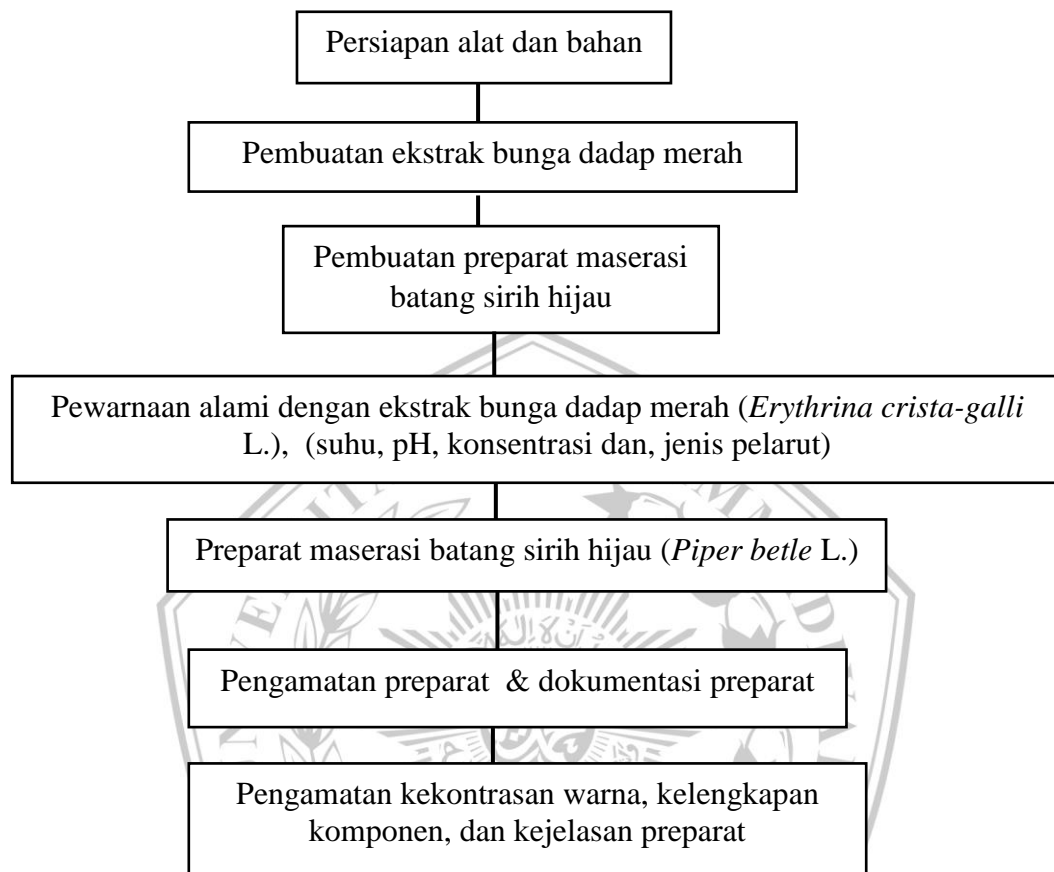 Persiapan alat dan bahan
Pembuatan ekstrak bunga dadap merah
Pembuatan preparat maserasi
batang sirih hijau
Pewarnaan alami dengan ekstrak bunga dadap merah (Erythrina crista-galli
L.), (suhu, pH, konsentrasi dan, jenis pelarut)
Preparat maserasi batang sirih hijau (Piper betle L.)
Pengamatan preparat & dokumentasi preparat
Pengamatan kekontrasan warna, kelengkapan
komponen, dan kejelasan preparat